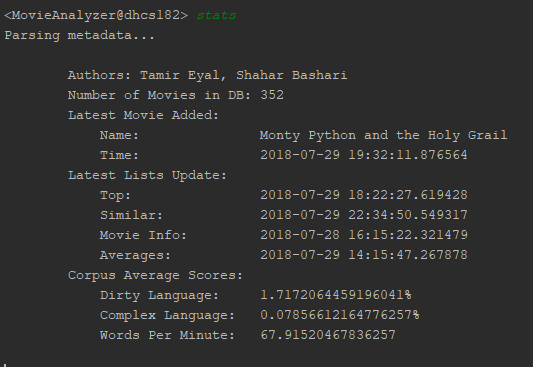 <MovieAnalyzer@dhcs182> stats
Parsing metadata...
Authors: Tamir Eyal, Shahar Bashari
Number of Movies in DB: 352
Latest Movie Added:
Name: Monty Python and the Holy Grail
Time: 2018-07-29 19:32:11.876564
Latest Lists Update:
Top: 2018-07-29 18:22:27.619428
Similar: 2018-07-29 22:34:50.549317
Movie Info: 2018-07-28 16:15:22.321479
Averages: 2018-07-29 14:15:47.267878
Corpus Average Scores:
Dirty Language: 1.7172064459196041%
Complex Language: 0.07856612164776257%
Words Per Minute: 67.91520467836257